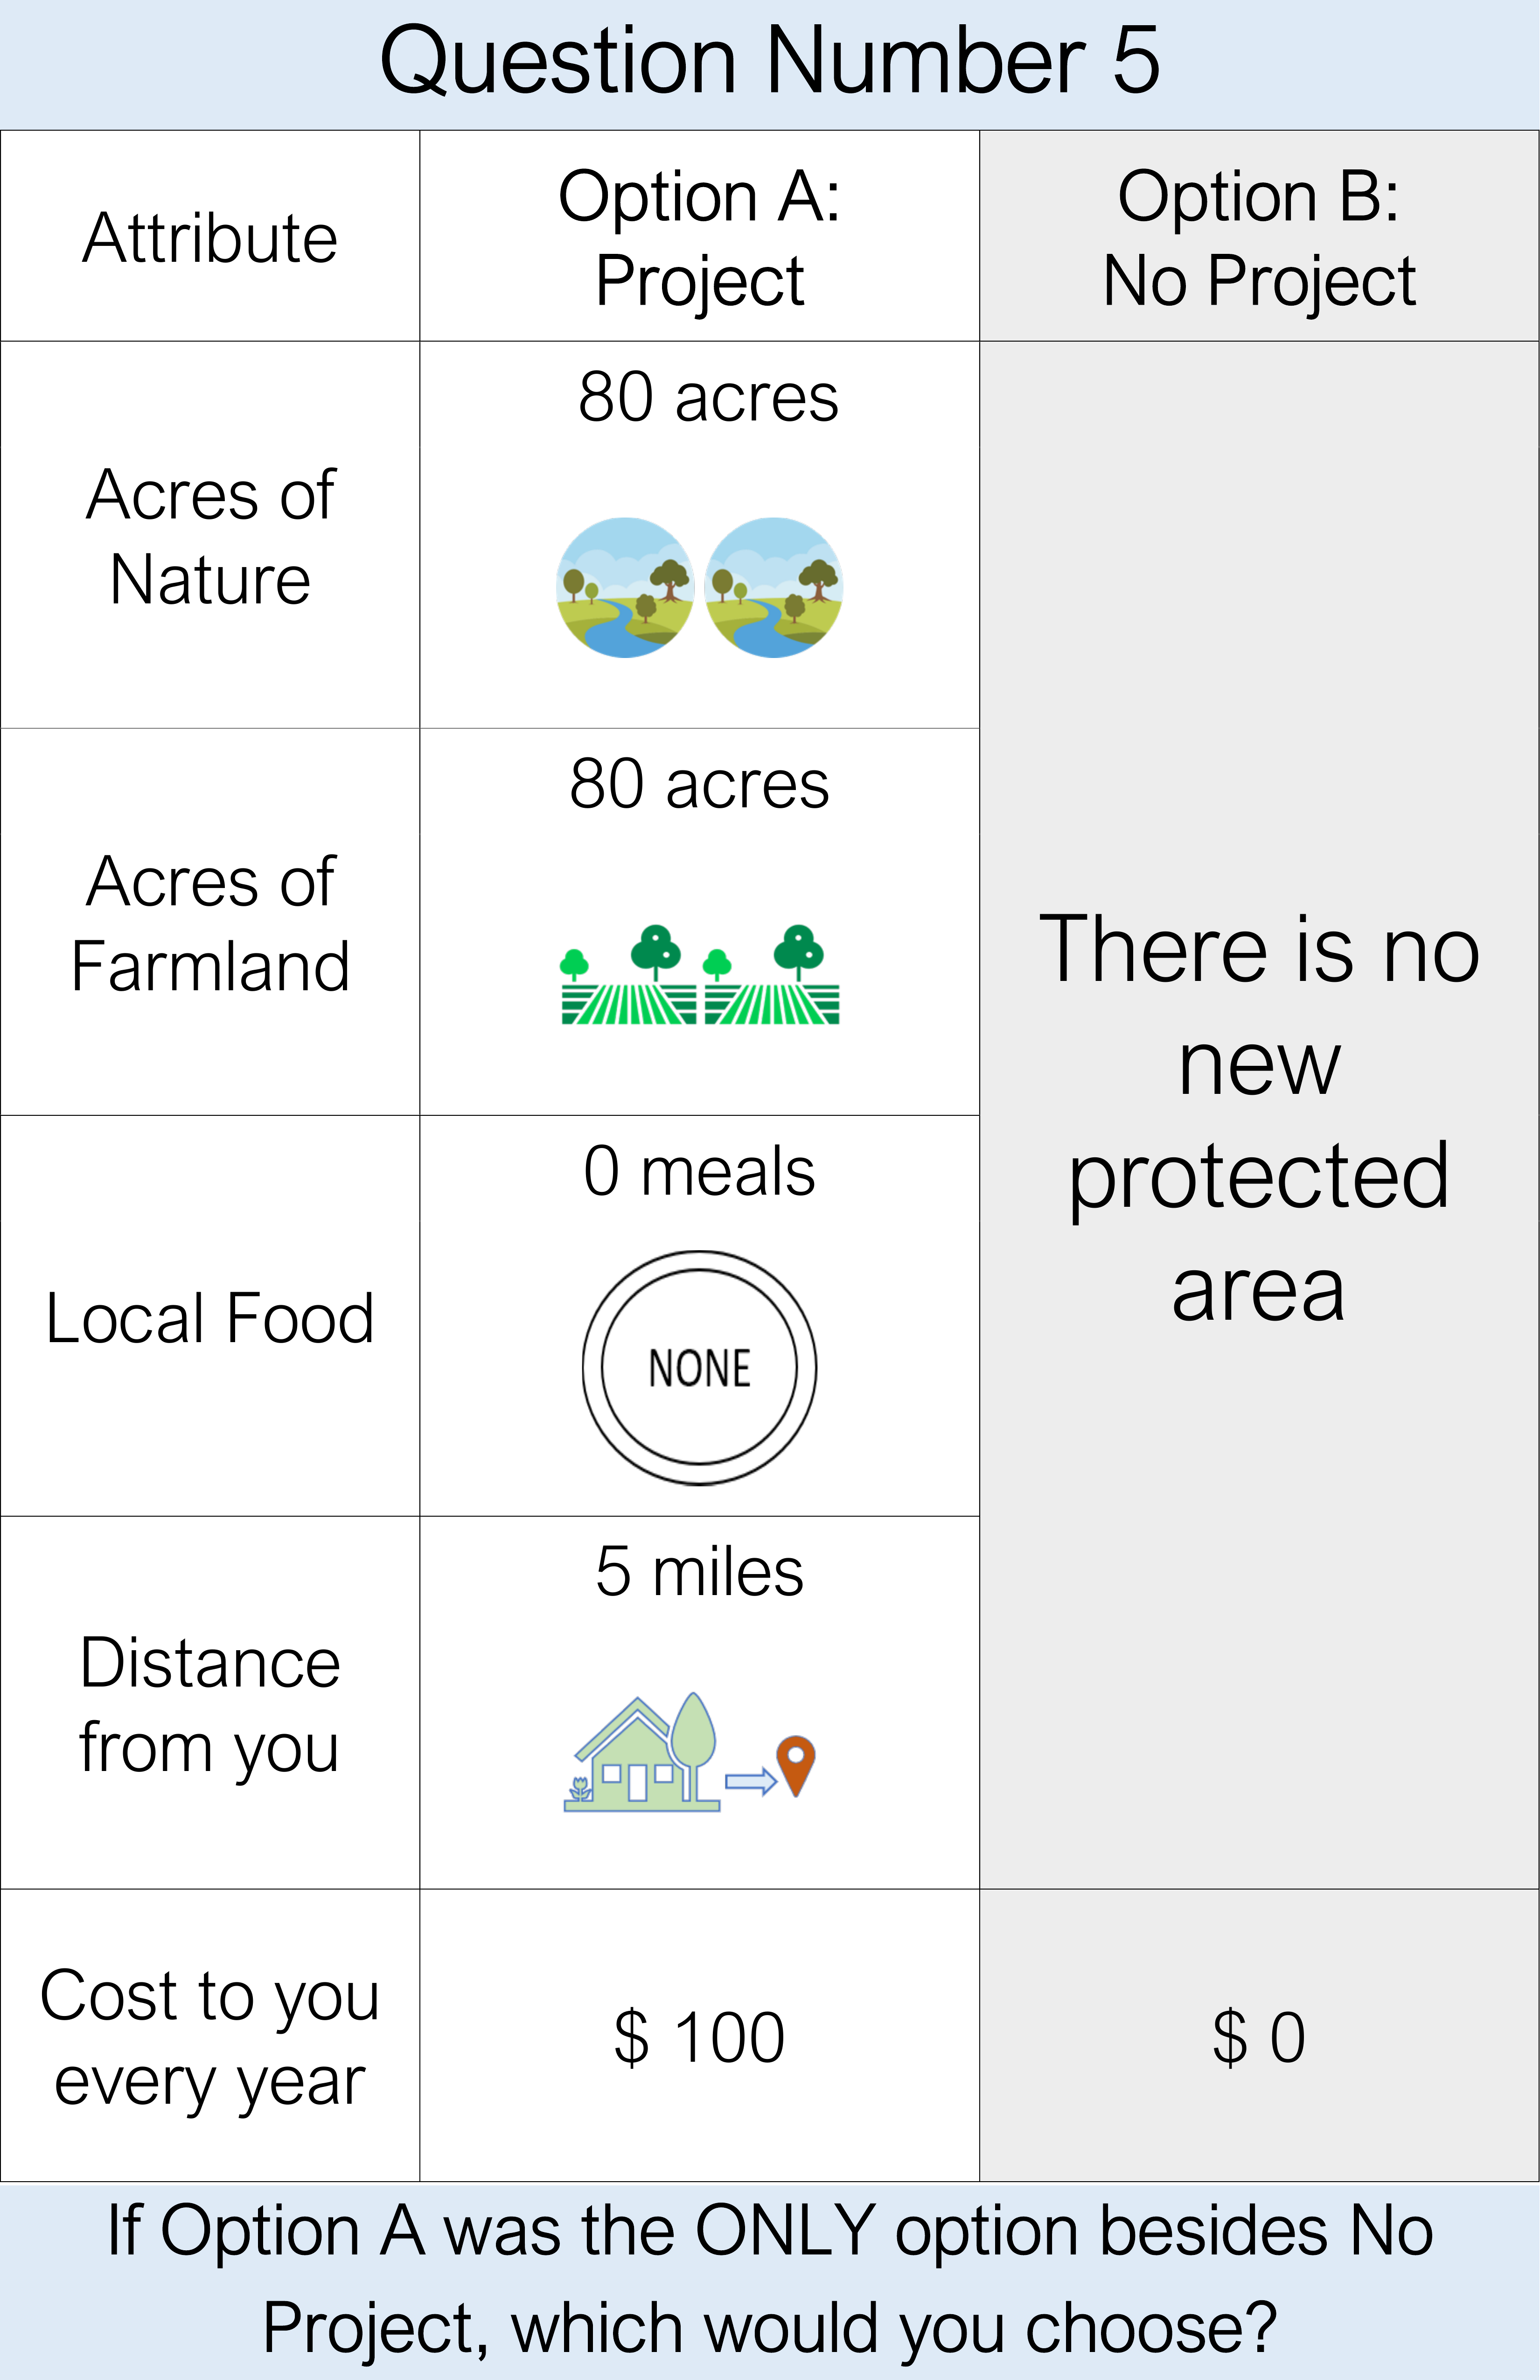 Question Number 5
Attribute
Option A:
Project
Option B:
No Project
Acres of
Nature
80 acres
Acres of
Farmland
80 acres
Local Food
0 meals
NONE
Distance
from you
5 miles
There is no
new
protected
area
Cost to you
every year
$ 100
$ 0
If Option A was the ONLY option besides No
Project, which would you choose?